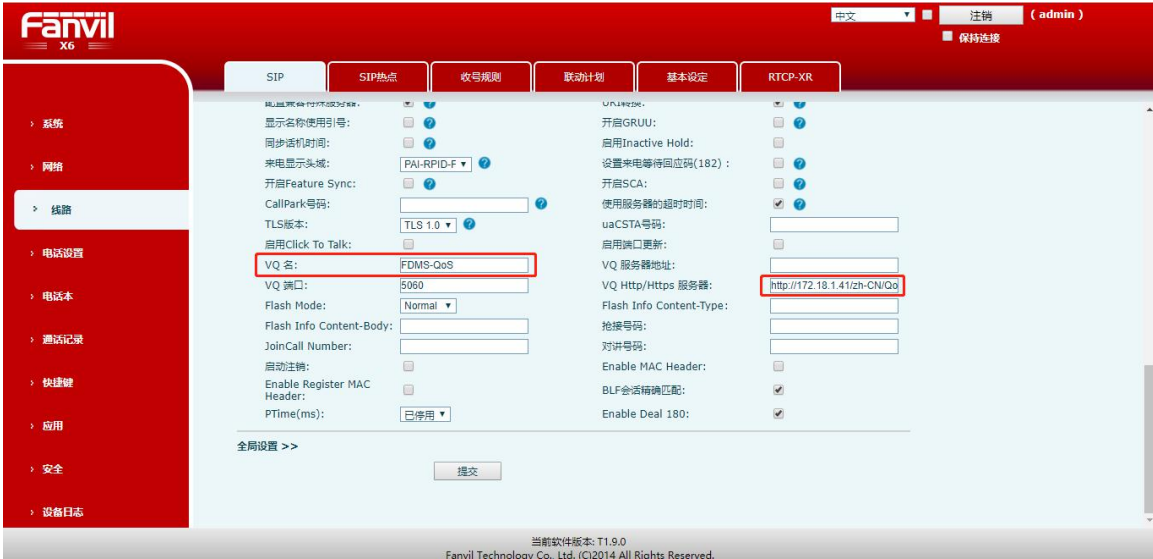 Fanvil
X6
中文 注销 ( admin )
保持连接
SIP SIP热点 收号规则 联动计划 基本设定 RTCP-XR
› 系统
› 网络
› 线路
› 电话设置
› 电话本
› 通话记录
› 快捷键
› 应用
› 安全
› 设备日志
配置兼容特殊服务器: URI转换:
显示名称使用引号: 开启GRUU:
同步话机时间: 启用Inactive Hold:
来电显示头域: PAI-RPID-F 设置来电等待回应码(182) :
开启Feature Sync: 开启SCA:
CallPark号码: 使用服务器的超时时间:
TLS版本: TLS 1.0 uaCSTA号码:
启用Click To Talk: 启用端口更新:
VQ 名: FDMS-QoS VQ 服务器地址:
VQ 端口: 5060 VQ Http/Https 服务器: http://172.18.1.41/zh-CN/Qo
Flash Mode: Normal Flash Info Content-Type:
Flash Info Content-Body: 抢接号码:
JoinCall Number: 对讲号码:
启动注销: Enable MAC Header:
Enable Register MAC
Header: BLF会话精确匹配:
PTime(ms): 已停用 Enable Deal 180:
全局设置 >>
提交
当前软件版本: T1.9.0
Fanvil Technology Co., Ltd. (C)2014 All Rights Reserved.